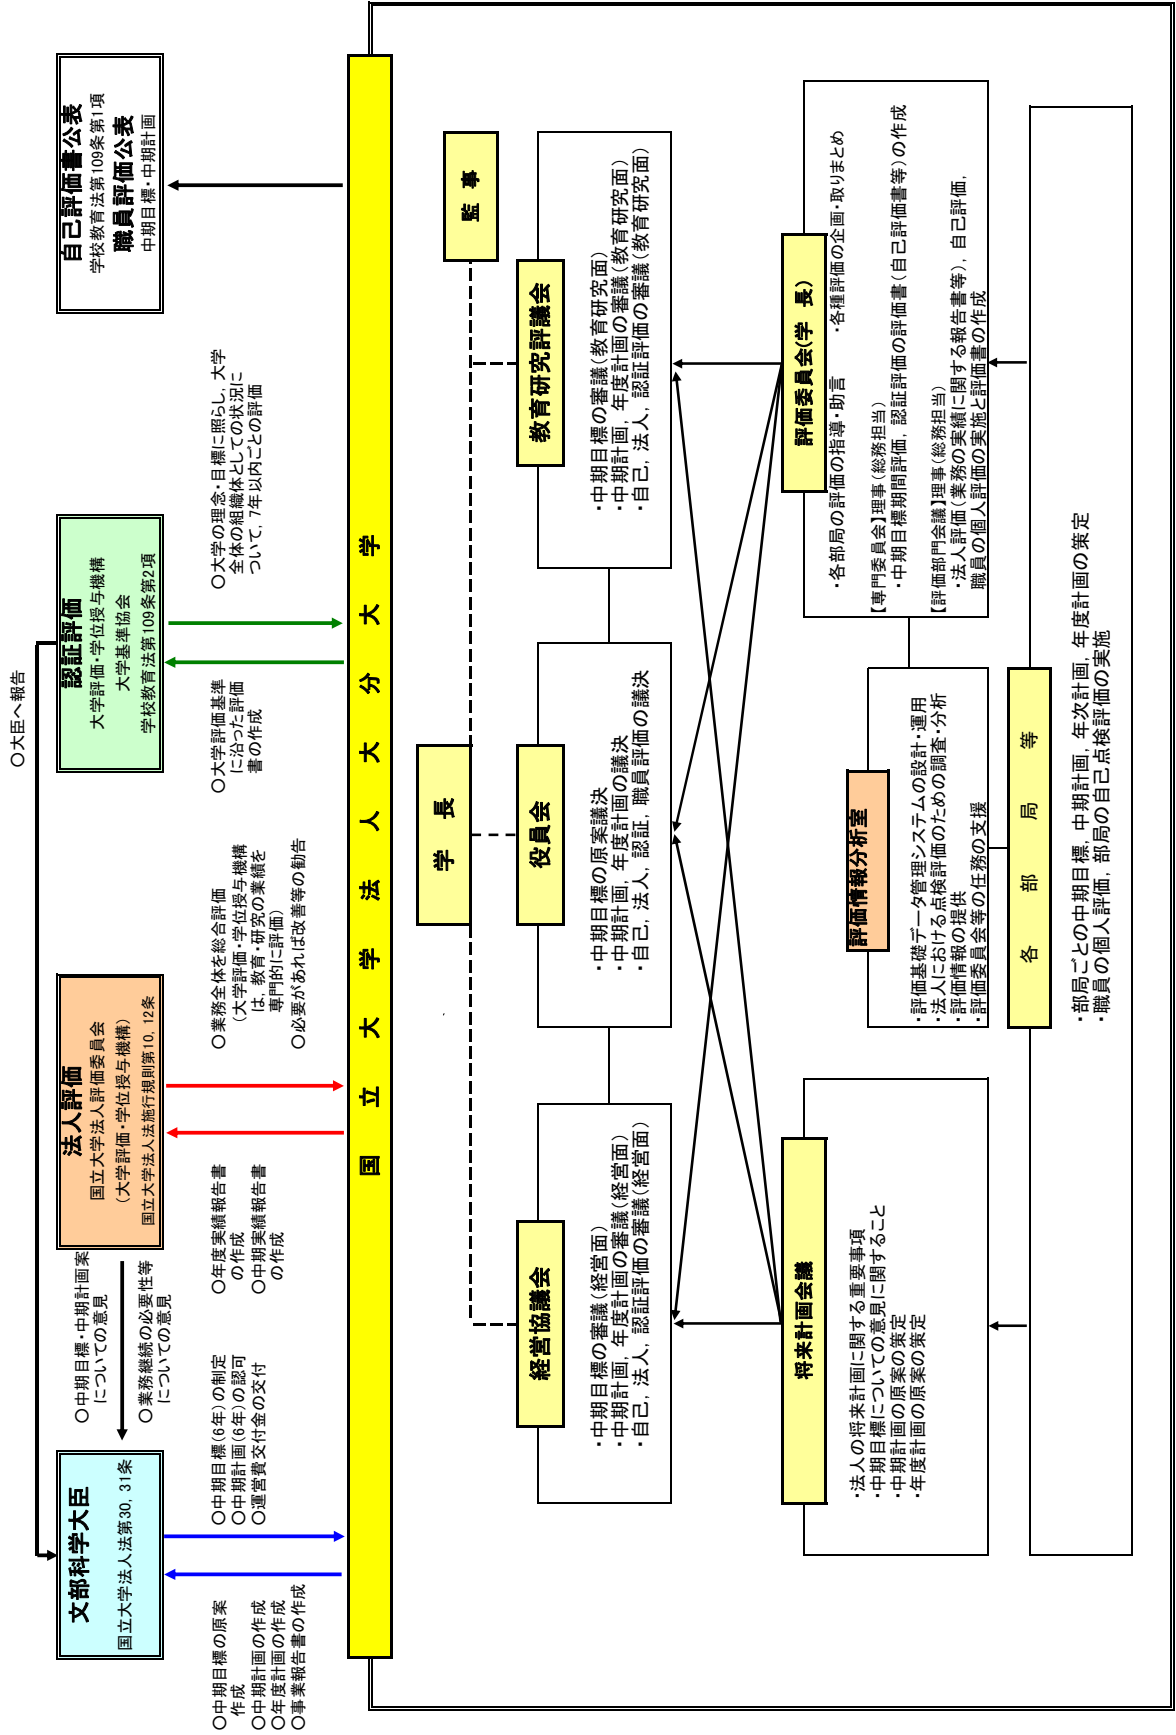 ○大臣へ報告
文部科学大臣
国立大学法人法第30,31条
○中期目標・中期計画案
についての意見
○業務継続の必要性等
についての意見
法人評価
国立大学法人評価委員会
(大学評価・学位授与機構)
国立大学法人法施行規則第10,12条
認証評価
大学評価・学位授与機構
大学基準協会
学校教育法第109条第2項
自己評価書公表
学校教育法第109条第1項
職員評価公表
中期目標・中期計画
○中期目標の原案
作成
○中期計画の作成
○年度計画の作成
○事業報告書の作成
○中期目標(6年)の制定
○中期計画(6年)の認可
○運営費交付金の交付
○年度実績報告書
の作成
○中期実績報告書
の作成
○業務全体を総合評価
(大学評価・学位授与機構
は,教育・研究の業績を
専門的に評価)
○必要があれば改善等の勧告
○大学評価基準
に沿った評価
書の作成
○大学の理念・目標に照らし,大学
全体の組織体としての状況に
ついて,7年以内ごとの評価
国立大学法人大分大学
学長
監事
経営協議会
・中期目標の審議(経営面)
・中期計画,年度計画の審議(経営面)
・自己,法人,認証評価の審議(経営面)
役員会
・中期目標の原案議決
・中期計画,年度計画の議決
・自己,法人,認証,職員評価の議決
教育研究評議会
・中期目標の審議(教育研究面)
・中期計画,年度計画の審議(教育研究面)
・自己,法人,認証評価の審議(教育研究面)
将来計画会議
・法人の将来計画に関する重要事項
・中期目標についての意見に関すること
・中期計画の原案の策定
・年度計画の原案の策定
評価情報分析室
・評価基礎データ管理システムの設計・運用
・法人における点検評価のための調査・分析
・評価情報の提供
・評価委員会等の任務の支援
評価委員会(学 長)
・各部局の評価の指導・助言 ・各種評価の企画・取りまとめ
【専門委員会】理事(総務担当)
・中期目標期間評価,認証評価の評価書(自己評価書等)の作成
【評価部門会議】理事(総務担当)
・法人評価(業務の実績に関する報告書等),自己評価,
職員の個人評価の実施と評価書の作成
各部局等
・部局ごとの中期目標,中期計画,年次計画,年度計画の策定
・職員の個人評価,部局の自己点検評価の実施